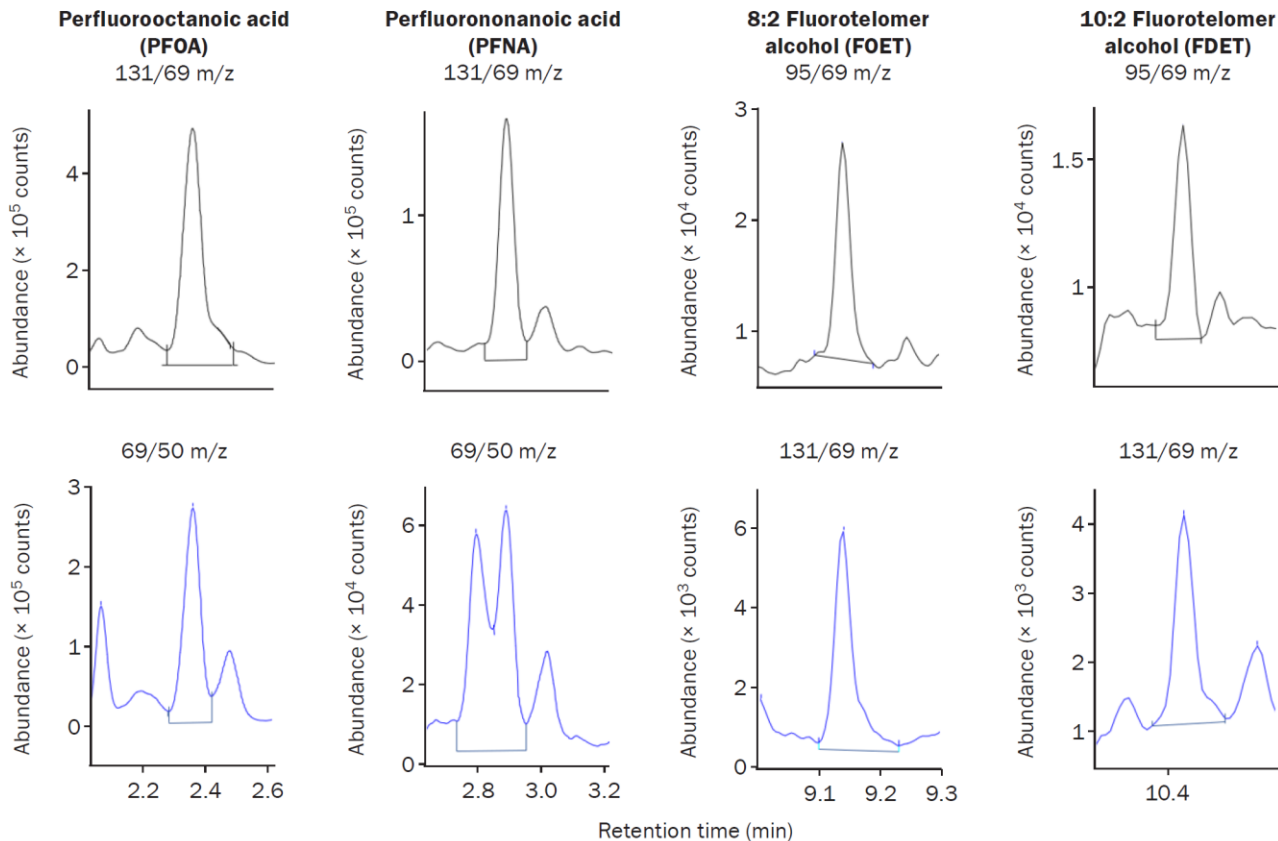 Perfluorooctanoic acid
(PFOA)
131/69 m/z
Perfluorononanoic acid
(PFNA)
131/69 m/z
8:2 Fluorotelomer
alcohol (FOET)
95/69 m/z
10:2 Fluorotelomer
alcohol (FDET)
95/69 m/z
Abundance (× 10⁵ counts)
4
2
0
Abundance (× 10⁵ counts)
1
0
Abundance (× 10⁴ counts)
3
2
1
Abundance (× 10⁴ counts)
1.5
1
69/50 m/z
69/50 m/z
131/69 m/z
131/69 m/z
Abundance (× 10⁵ counts)
3
2
1
0
2.2 2.4 2.6
Abundance (× 10⁴ counts)
6
4
2
0
2.8 3.0 3.2
Abundance (× 10³ counts)
6
4
2
0
9.1 9.2 9.3
Abundance (× 10³ counts)
4
3
2
1
10.4
Retention time (min)